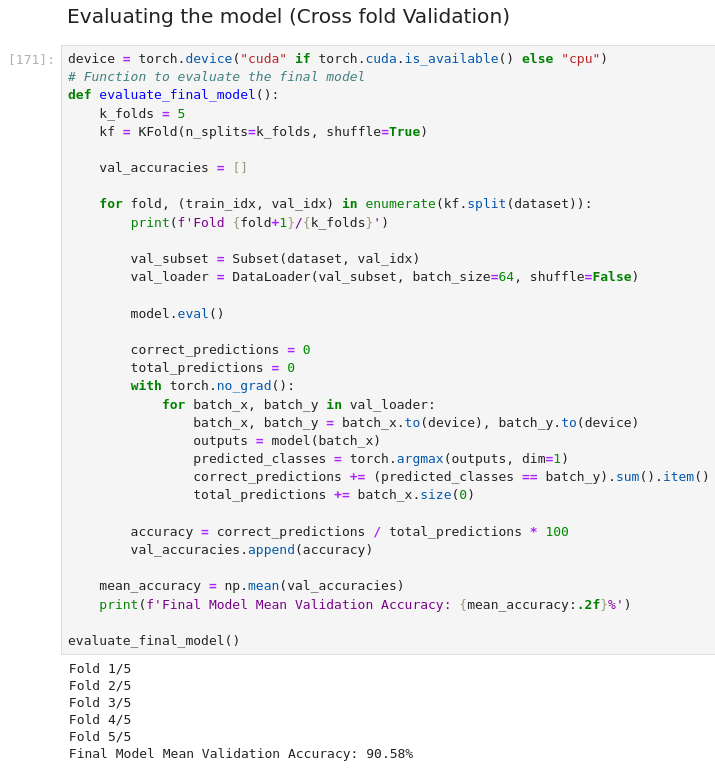 Evaluating the model (Cross fold Validation)
[171]:
device = torch.device("cuda" if torch.cuda.is_available() else "cpu")
# Function to evaluate the final model
def evaluate_final_model():
    k_folds = 5
    kf = KFold(n_splits=k_folds, shuffle=True)

    val_accuracies = []

    for fold, (train_idx, val_idx) in enumerate(kf.split(dataset)):
        print(f'Fold {fold+1}/{k_folds}')

        val_subset = Subset(dataset, val_idx)
        val_loader = DataLoader(val_subset, batch_size=64, shuffle=False)

        model.eval()

        correct_predictions = 0
        total_predictions = 0
        with torch.no_grad():
            for batch_x, batch_y in val_loader:
                batch_x, batch_y = batch_x.to(device), batch_y.to(device)
                outputs = model(batch_x)
                predicted_classes = torch.argmax(outputs, dim=1)
                correct_predictions += (predicted_classes == batch_y).sum().item()
                total_predictions += batch_x.size(0)

        accuracy = correct_predictions / total_predictions * 100
        val_accuracies.append(accuracy)

    mean_accuracy = np.mean(val_accuracies)
    print(f'Final Model Mean Validation Accuracy: {mean_accuracy:.2f}%')

evaluate_final_model()
Fold 1/5
Fold 2/5
Fold 3/5
Fold 4/5
Fold 5/5
Final Model Mean Validation Accuracy: 90.58%